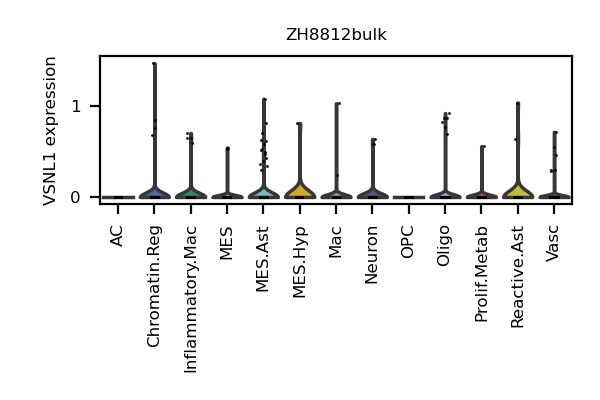 ZH8812bulk
VSNL1 expression
1
0
AC
Chromatin.Reg
Inflammatory.Mac
MES
MES.Ast
MES.Hyp
Mac
Neuron
OPC
Oligo
Prolif.Metab
Reactive.Ast
Vasc